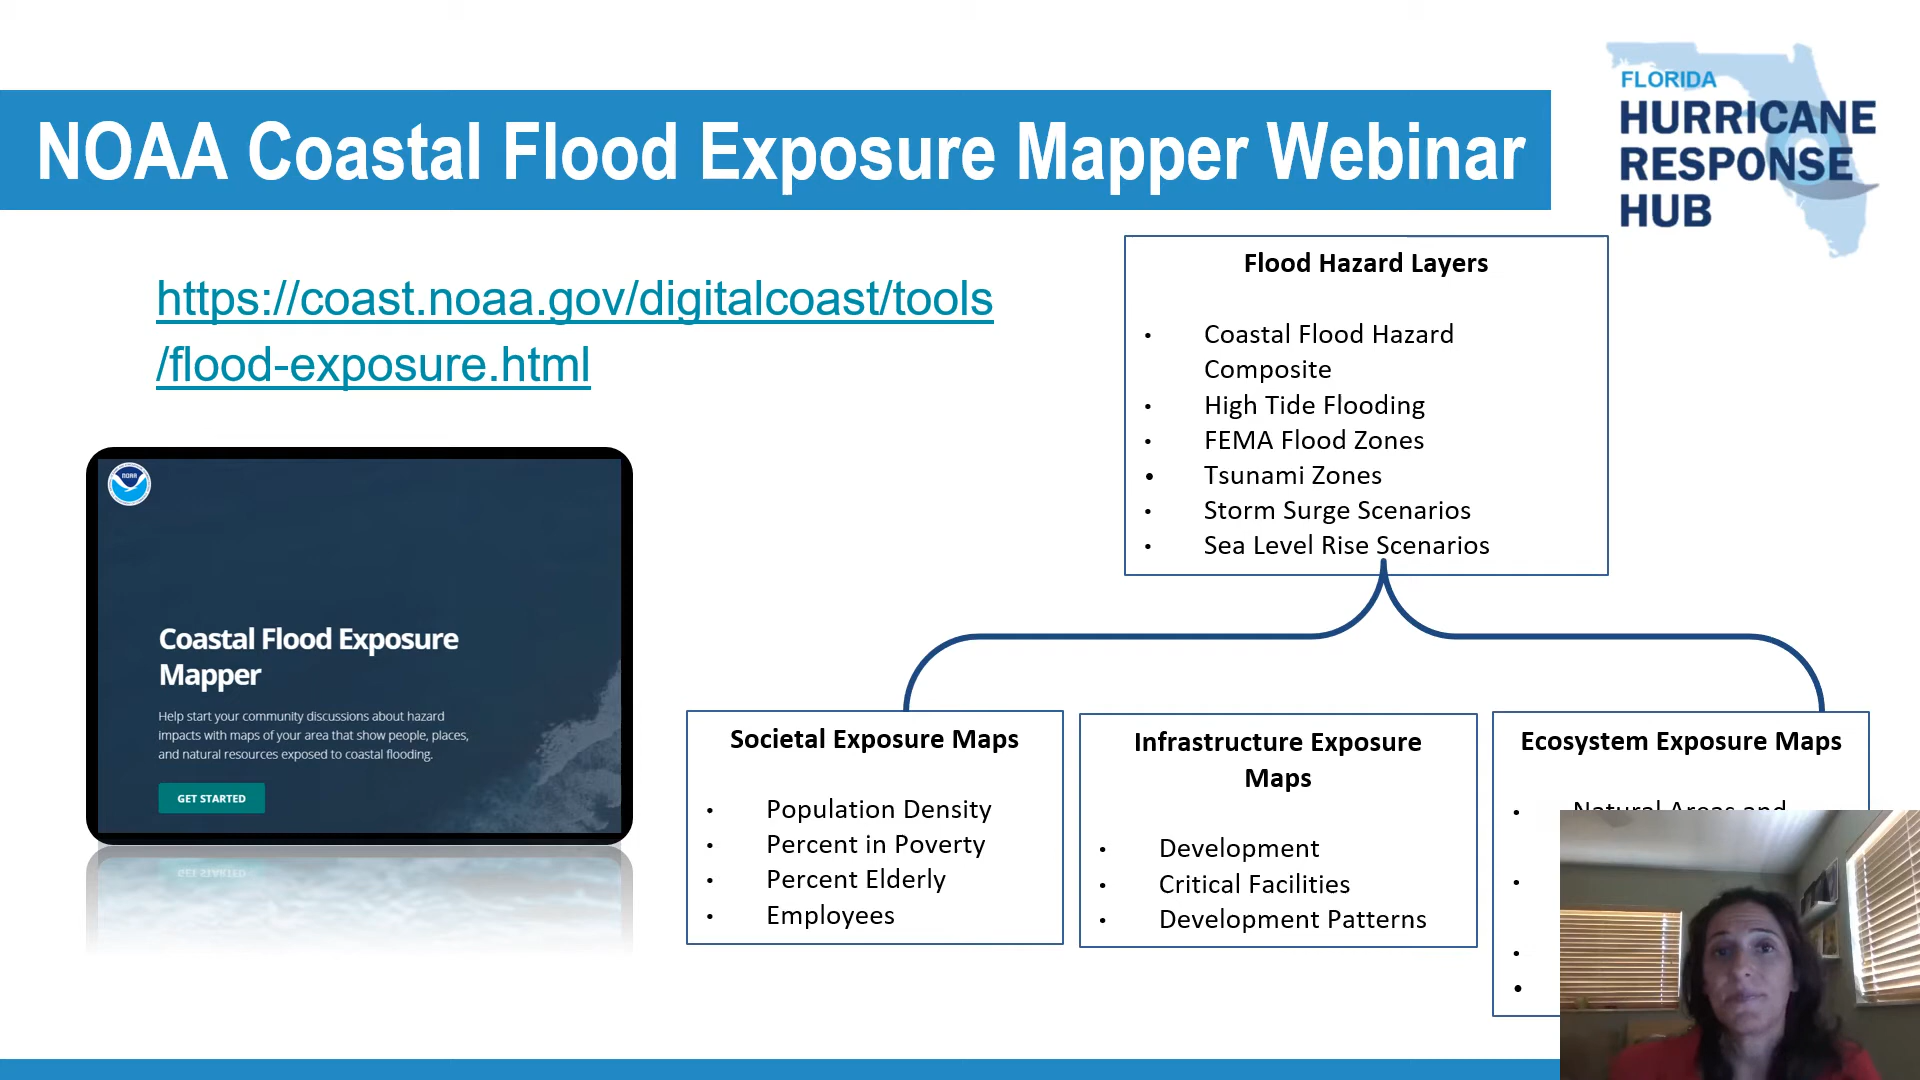 NOAA Coastal Flood Exposure Mapper Webinar
FLORIDA
HURRICANE
RESPONSE
HUB
https://coast.noaa.gov/digitalcoast/tools
/flood-exposure.html
Flood Hazard Layers
• Coastal Flood Hazard
Composite
• High Tide Flooding
• FEMA Flood Zones
• Tsunami Zones
• Storm Surge Scenarios
• Sea Level Rise Scenarios
NOAA
Coastal Flood Exposure
Mapper
Help start your community discussions about hazard
impacts with maps of your area that show people, places,
and natural resources exposed to coastal flooding.
GET STARTED
Societal Exposure Maps
• Population Density
• Percent in Poverty
• Percent Elderly
• Employees
Infrastructure Exposure
Maps
• Development
• Critical Facilities
• Development Patterns
Ecosystem Exposure Maps
• Natural Areas and